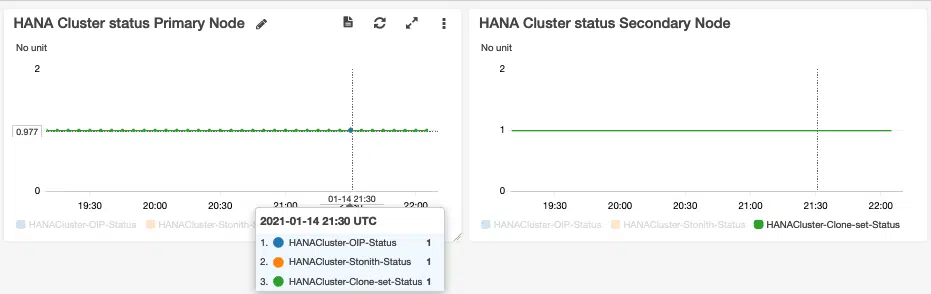 HANA Cluster status Primary Node
No unit
2
0.977
0
19:30 20:00 20:30 21:00 22:00
01-14 21:30
HANACluster-OIP-Status HANACluster-Stonith-
2021-01-14 21:30 UTC
1. HANACluster-OIP-Status 1
2. HANACluster-Stonith-Status 1
3. HANACluster-Clone-set-Status 1
HANA Cluster status Secondary Node
No unit
2
1
0
19:30 20:00 20:30 21:00 21:30 22:00
HANACluster-OIP-Status HANACluster-Stonith-Status HANACluster-Clone-set-Status